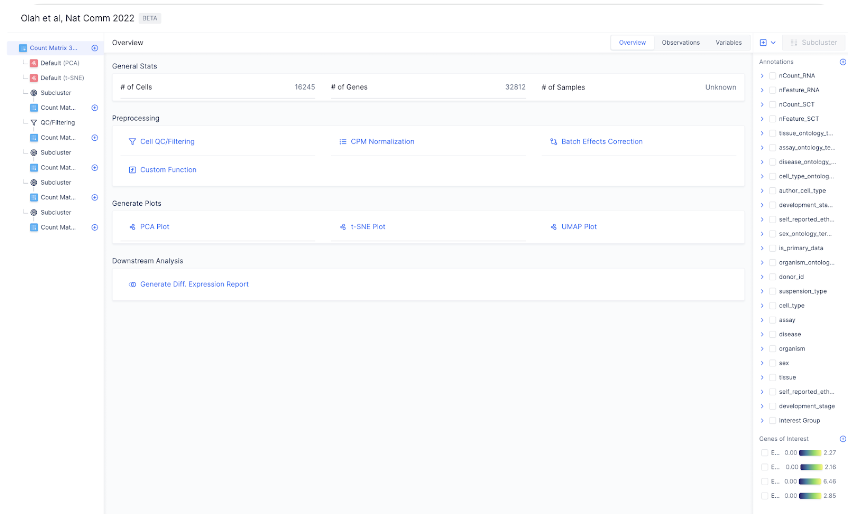 Olah et al, Nat Comm 2022 BETA
Count Matrix 3...
Default (PCA)
Default (t-SNE)
Subcluster
Count Mat...
QC/Filtering
Count Mat...
Subcluster
Count Mat...
Subcluster
Count Mat...
Subcluster
Count Mat...
Overview
Overview Observations Variables
Subcluster
General Stats
# of Cells 16245
# of Genes 32812
# of Samples Unknown
Preprocessing
Cell QC/Filtering
CPM Normalization
Batch Effects Correction
Custom Function
Generate Plots
PCA Plot
t-SNE Plot
UMAP Plot
Downstream Analysis
Generate Diff. Expression Report
Annotations
nCount_RNA
nFeature_RNA
nCount_SCT
nFeature_SCT
tissue_ontology_t...
assay_ontology_te...
disease_ontology_...
cell_type_ontolog...
author_cell_type
development_sta...
self_reported_eth...
sex_ontology_ter...
is_primary_data
organism_ontolog...
donor_id
suspension_type
cell_type
assay
disease
organism
sex
tissue
self_reported_eth...
development_stage
Interest Group
Genes of Interest
E... 0.00 2.27
E... 0.00 2.16
E... 0.00 6.46
E... 0.00 2.85